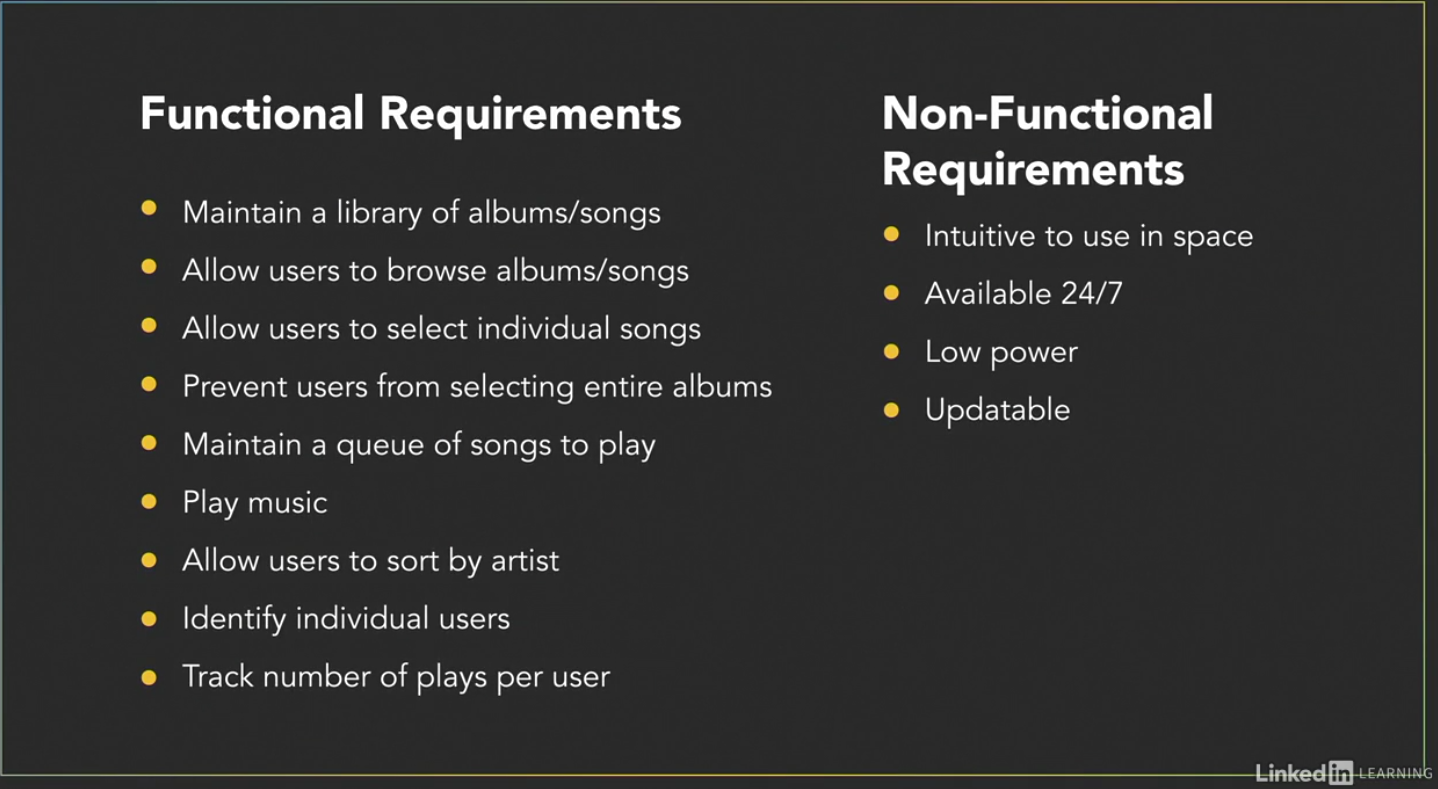 Functional Requirements
Maintain a library of albums/songs
Allow users to browse albums/songs
Allow users to select individual songs
Prevent users from selecting entire albums
Maintain a queue of songs to play
Play music
Allow users to sort by artist
Identify individual users
Track number of plays per user
Non-Functional
Requirements
Intuitive to use in space
Available 24/7
Low power
Updatable
Linked in LEARNING